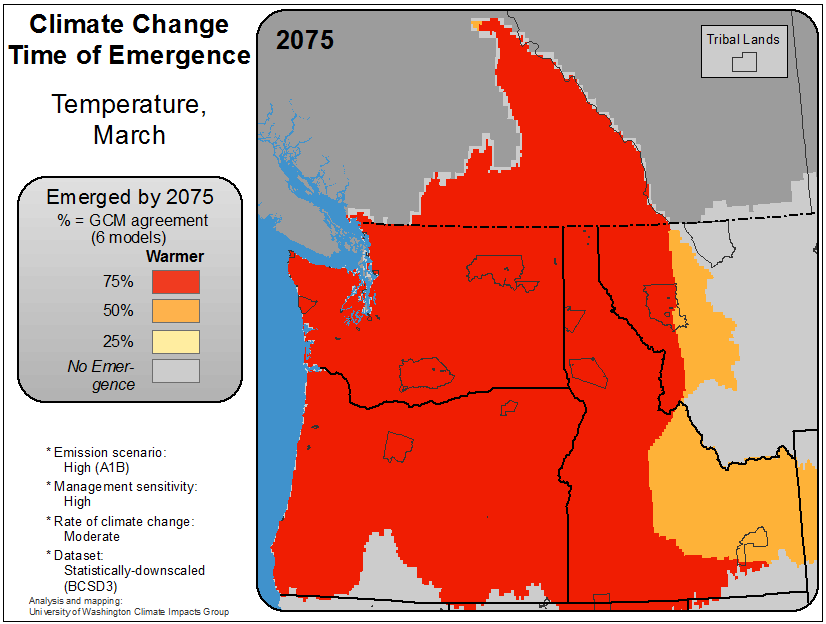 Climate Change
Time of Emergence
Temperature,
March
Emerged by 2075
% = GCM agreement
(6 models)
Warmer
75%
50%
25%
No Emer-
gence
* Emission scenario:
High (A1B)
* Management sensitivity:
High
* Rate of climate change:
Moderate
* Dataset:
Statistically-downscaled
(BCSD3)
Analysis and mapping:
University of Washington Climate Impacts Group
2075
Tribal Lands